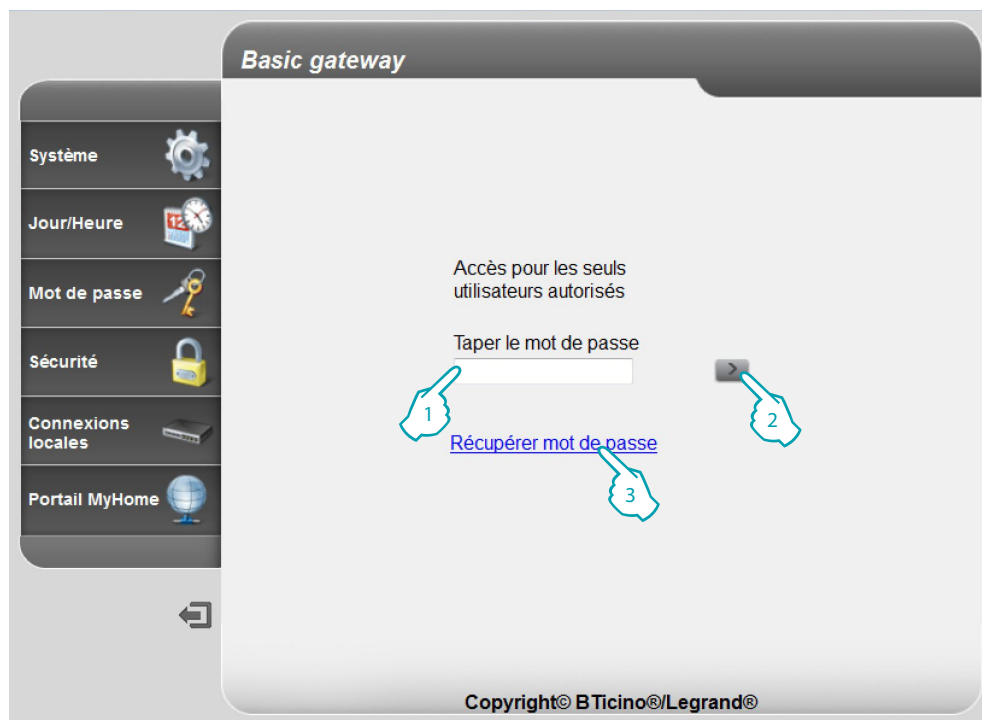 Basic gateway
Système
Jour/Heure
12
Mot de passe
Sécurité
Connexions
locales
Portail MyHome
Accès pour les seuls
utilisateurs autorisés
Taper le mot de passe
1
>
2
Récupérer mot de passe
3
Copyright© BTicino®/Legrand®